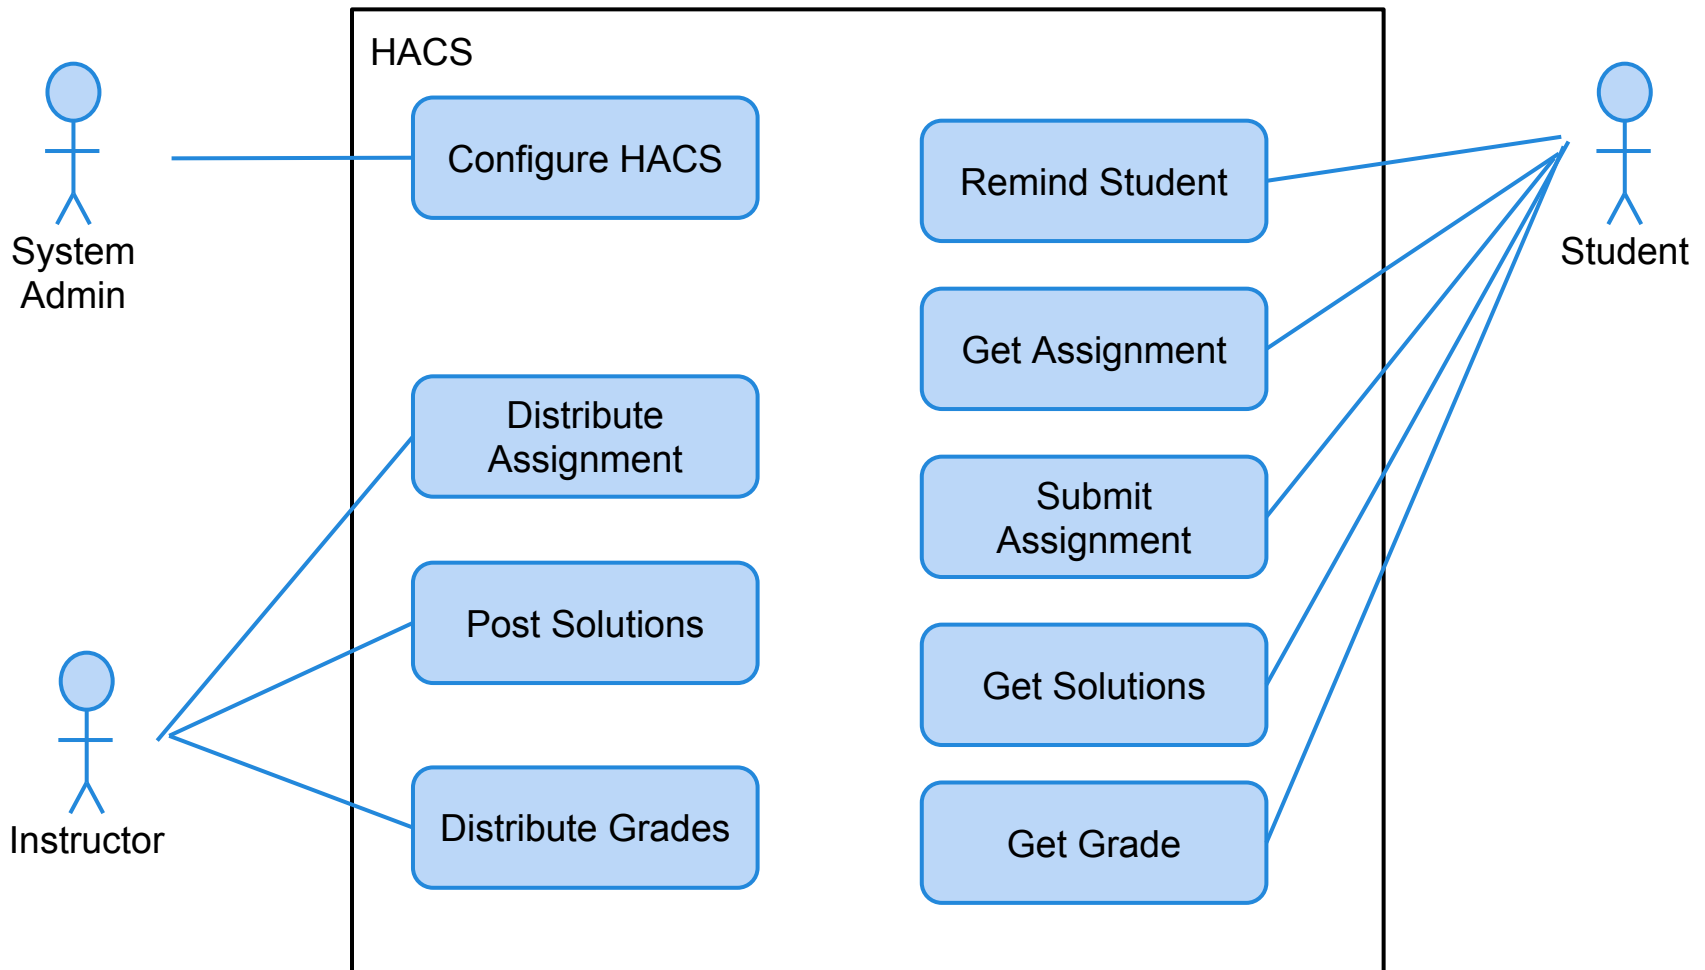 HACS
System
Admin
Configure HACS
Remind Student
Student
Get Assignment
Distribute
Assignment
Submit
Assignment
Post Solutions
Get Solutions
Instructor
Distribute Grades
Get Grade